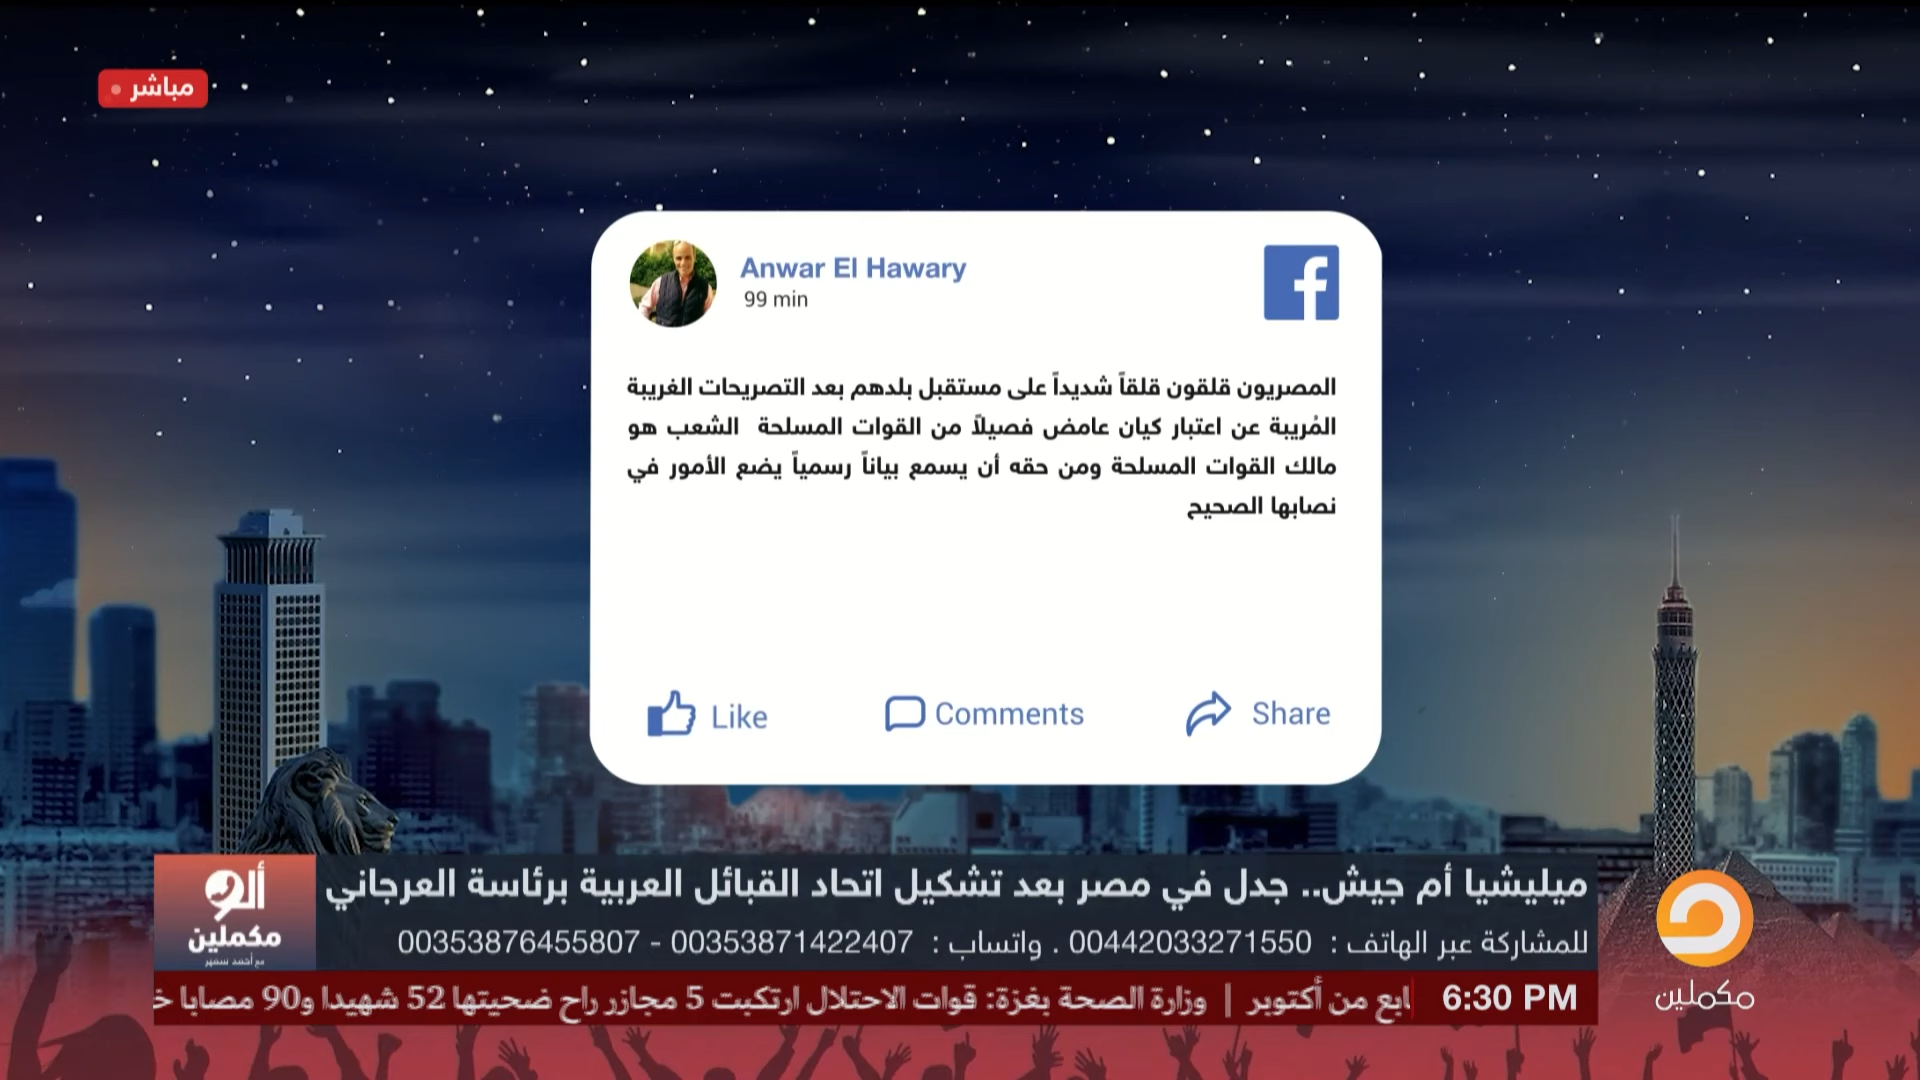 مباشر
Anwar El Hawary
99 min
المصريون قلقون قلقاً شديداً على مستقبل بلدهم بعد التصريحات الغريبة
المُريبة عن اعتبار كيان عامض فصيلاً من القوات المسلحة الشعب هو
مالك القوات المسلحة ومن حقه أن يسمع بياناً رسمياً يضع الأمور في
نصابها الصحيح
Like
Comments
Share
ميليشيا أم جيش.. جدل في مصر بعد تشكيل اتحاد القبائل العربية برئاسة العرجاني
للمشاركة عبر الهاتف : 00442033271550 . واتساب : 00353871422407 - 00353876455807
ألو
مكملين
مع أحمد سمير
6:30 PM
ابع من أكتوبر | وزارة الصحة بغزة: قوات الاحتلال ارتكبت 5 مجازر راح ضحيتها 52 شهيدا و90 مصابا خ
مكملين